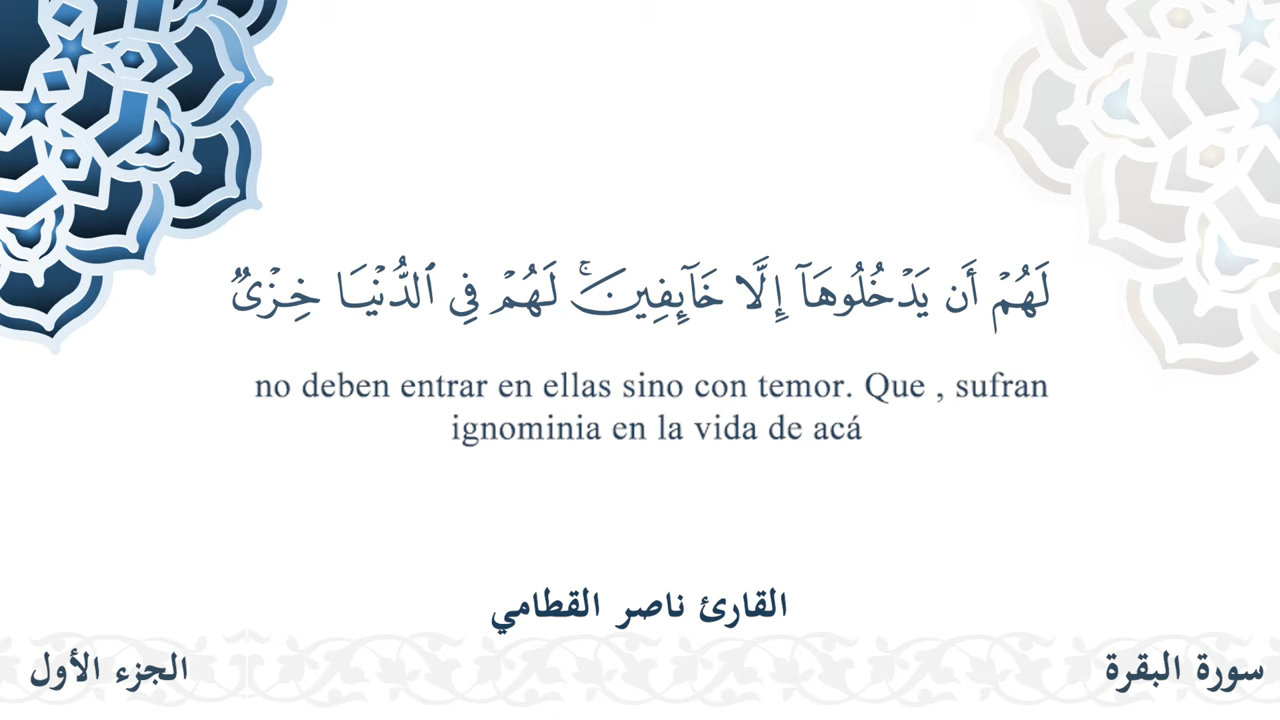 لَهُمْ أَن يَدْخُلُوهَآ إِلَّا خَآئِفِينَ ۚ لَهُمْ فِي ٱلدُّنْيَا خِزْىٌ
no deben entrar en ellas sino con temor. Que , sufran
ignominia en la vida de acá
القارئ ناصر القطامي
سورة البقرة
الجزء الأول